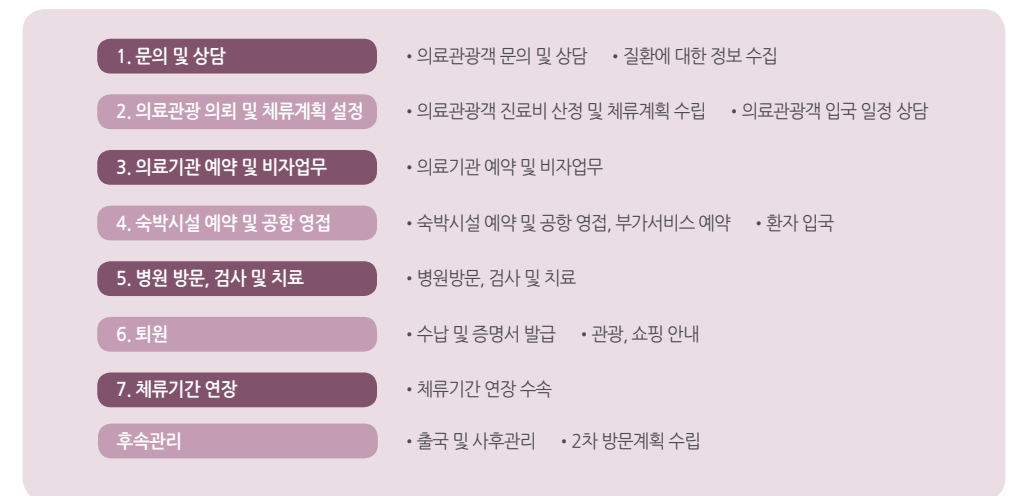 1. 문의 및 상담 • 의료관광객 문의 및 상담 • 질환에 대한 정보 수집
2. 의료관광 의뢰 및 체류계획 설정 • 의료관광객 진료비 산정 및 체류계획 수립 • 의료관광객 입국 일정 상담
3. 의료기관 예약 및 비자업무 • 의료기관 예약 및 비자업무
4. 숙박시설 예약 및 공항 영접 • 숙박시설 예약 및 공항 영접, 부가서비스 예약 • 환자 입국
5. 병원 방문, 검사 및 치료 • 병원방문, 검사 및 치료
6. 퇴원 • 수납 및 증명서 발급 • 관광, 쇼핑 안내
7. 체류기간 연장 • 체류기간 연장 수속
후속관리 • 출국 및 사후관리 • 2차 방문계획 수립